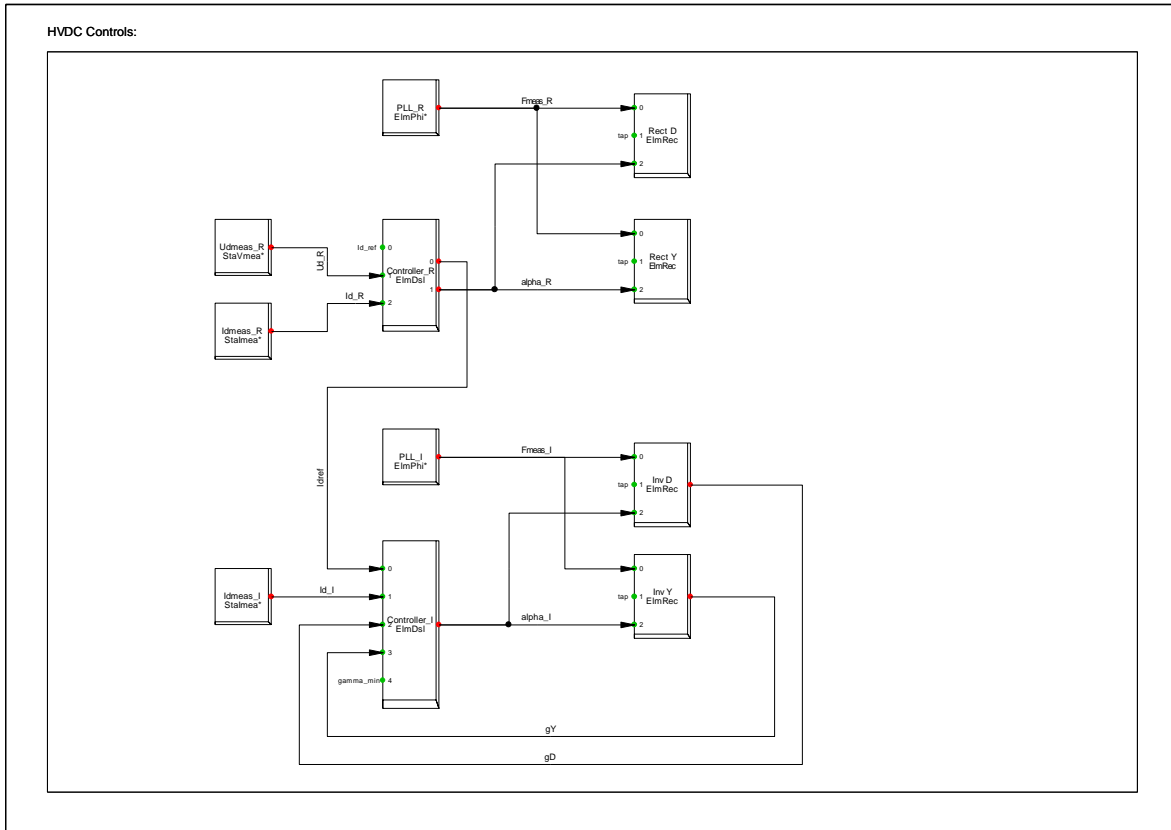 HVDC Controls:
PLL_R
ElmPhi*
Fmeas_R
0
tap 1
2
Rect D
ElmRec
Udmeas_R
StaVmea*
Ud_R
Idmeas_R
StaImea*
Id_R
Id_ref 0
1
2
Controller_R
ElmDsl
0
1
alpha_R
0
tap 1
2
Rect Y
ElmRec
Idref
PLL_I
ElmPhi*
Fmeas_I
0
tap 1
2
Inv D
ElmRec
Idmeas_I
StaImea*
Id_I
0
1
2
3
gamma_min 4
Controller_I
ElmDsl
alpha_I
0
tap 1
2
Inv Y
ElmRec
gY
gD